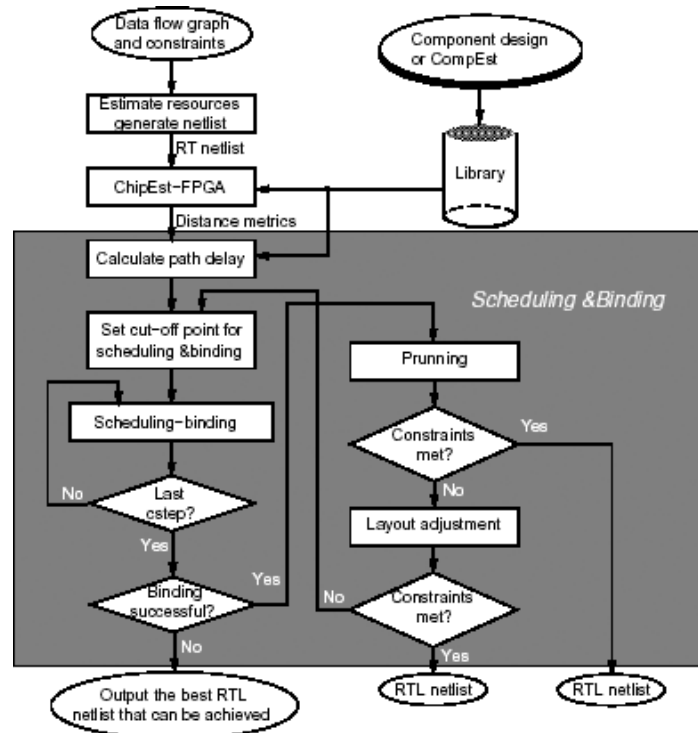 Data flow graph
and constraints
Component design
or CompEst
Estimate resources
generate netlist
RT netlist
Library
ChipEst-FPGA
Distance metrics
Calculate path delay
Scheduling &Binding
Set cut-off point for
scheduling &binding
Prunning
Scheduling-binding
Constraints
met?
Yes
No
Last
cstep?
No
Layout adjustment
Yes
Binding
successful?
Yes
No
Constraints
met?
No
Yes
Output the best RTL
netlist that can be achieved
RTL netlist
RTL netlist